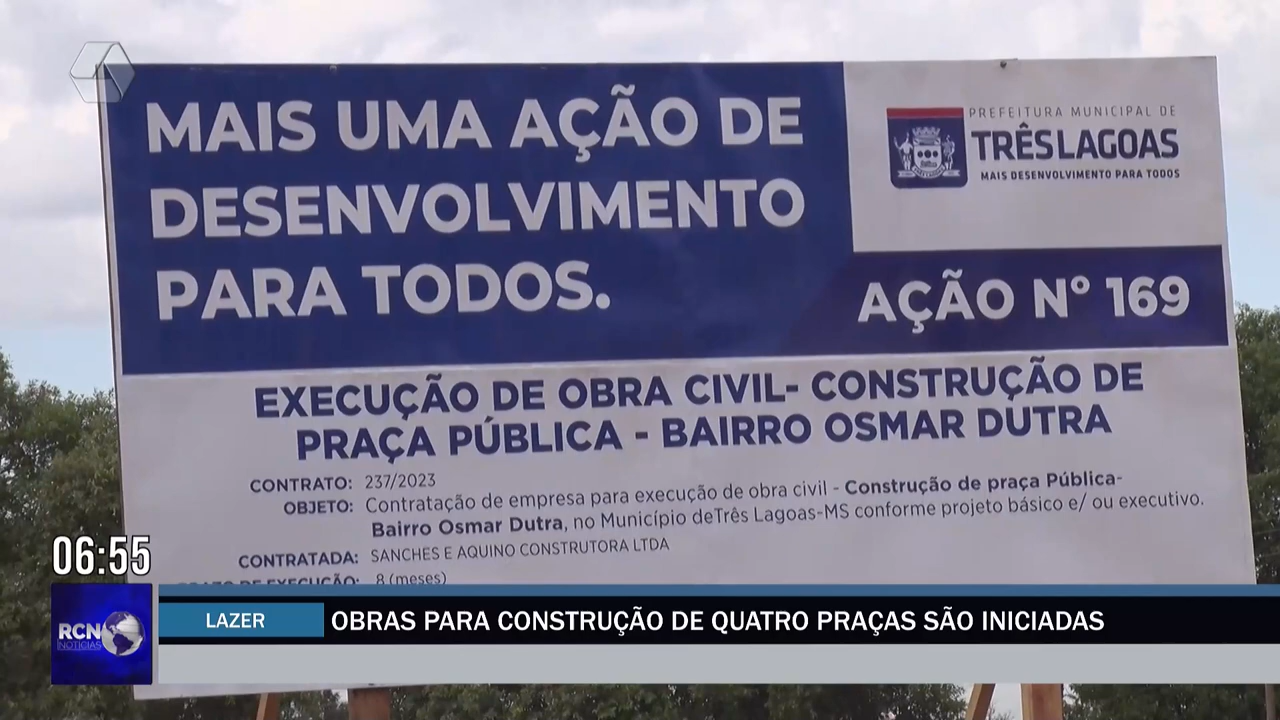 MAIS UMA AÇÃO DE
DESENVOLVIMENTO
PARA TODOS.
PREFEITURA MUNICIPAL DE
TRÊS LAGOAS
MAIS DESENVOLVIMENTO PARA TODOS
AÇÃO Nº 169
EXECUÇÃO DE OBRA CIVIL- CONSTRUÇÃO DE
PRAÇA PÚBLICA - BAIRRO OSMAR DUTRA
CONTRATO: 237/2023
OBJETO: Contratação de empresa para execução de obra civil - Construção de praça Pública-
Bairro Osmar Dutra, no Município deTrês Lagoas-MS conforme projeto básico e/ ou executivo.
CONTRATADA: SANCHES E AQUINO CONSTRUTORA LTDA
PRAZO DE EXECUÇÃO: 8 (meses)
06:55
RCN
NOTÍCIAS
LAZER
OBRAS PARA CONSTRUÇÃO DE QUATRO PRAÇAS SÃO INICIADAS